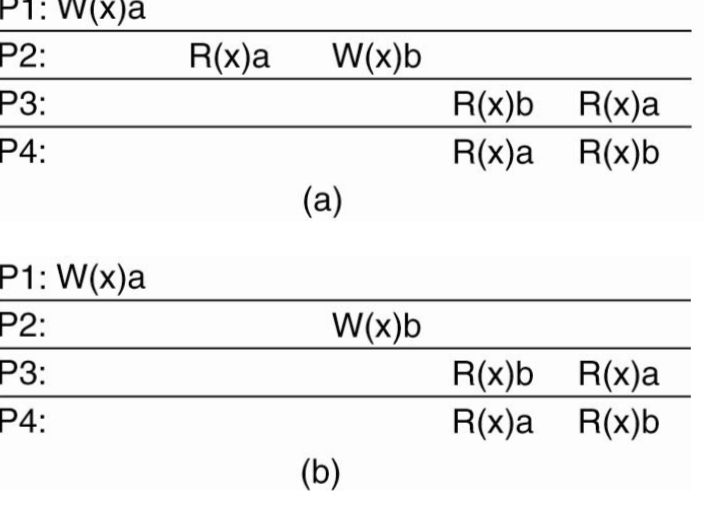 P1: W(x)a
P2: R(x)a W(x)b
P3: R(x)b R(x)a
P4: R(x)a R(x)b
(a)
P1: W(x)a
P2: W(x)b
P3: R(x)b R(x)a
P4: R(x)a R(x)b
(b)